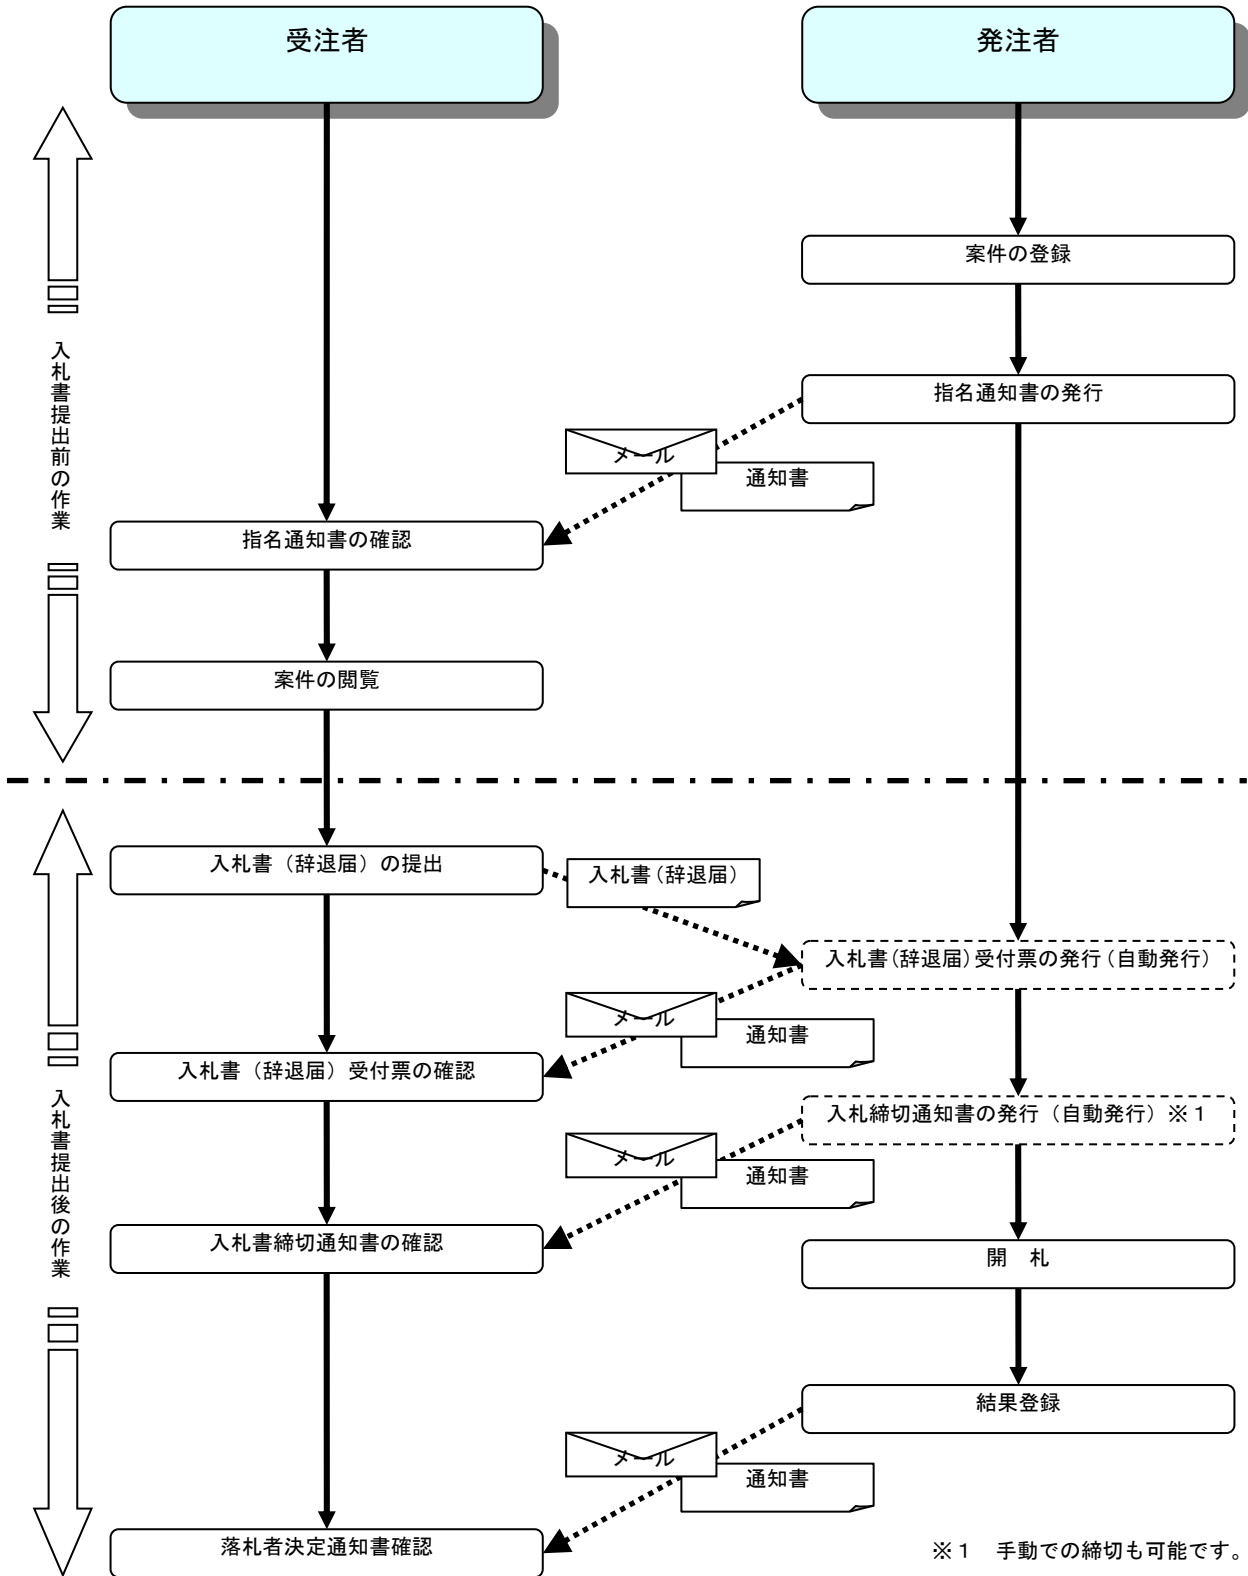 受注者
発注者
案件の登録
指名通知書の発行
メール
通知書
指名通知書の確認
案件の閲覧
入札書提出前の作業
入札書（辞退届）の提出
入札書（辞退届）
入札書（辞退届）受付票の発行（自動発行）
メール
通知書
入札書（辞退届）受付票の確認
入札締切通知書の発行（自動発行）※１
メール
通知書
入札書締切通知書の確認
開　札
結果登録
メール
通知書
落札者決定通知書確認
入札書提出後の作業
※１　手動での締切も可能です。